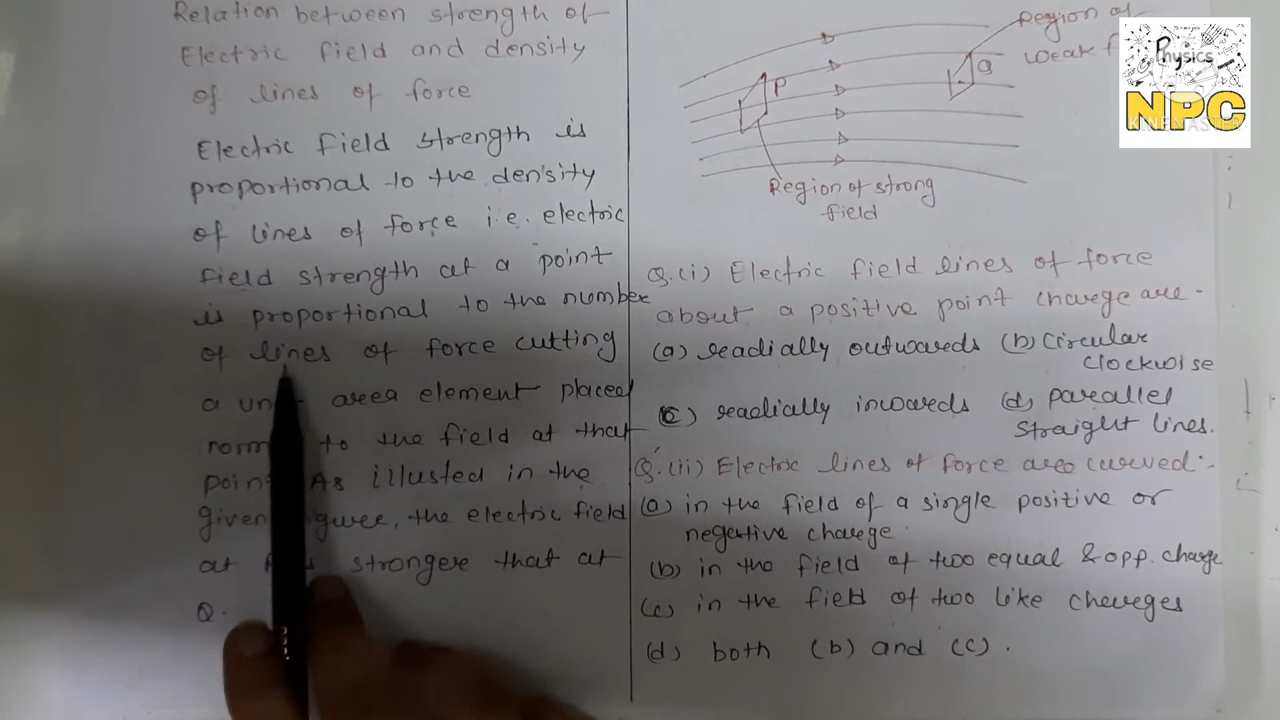 Relation between strength of
Electric field and density
of lines of force
Electric field strength is
proportional to the density
of lines of force i.e. electric
field strength at a point
is proportional to the number
of lines of force cutting
a area element placed
to the field at that
As illusted in the
given the electric field
at stronger that at
Q.
P
Q
Region of
weak
Region of strong
field
Q.(i) Electric field lines of force
about a positive point charge are-
(a) readially outwards (b) Circular
clockwise
(c) readially inwards (d) parallel
straight lines.
Q.(ii) Electric lines of force area curved:-
(a) in the field of a single positive or
negative charge
(b) in the field of two equal & opp. charge
(c) in the field of two like charges
(d) both (b) and (c).
Physics
NPC
KINEMASTER